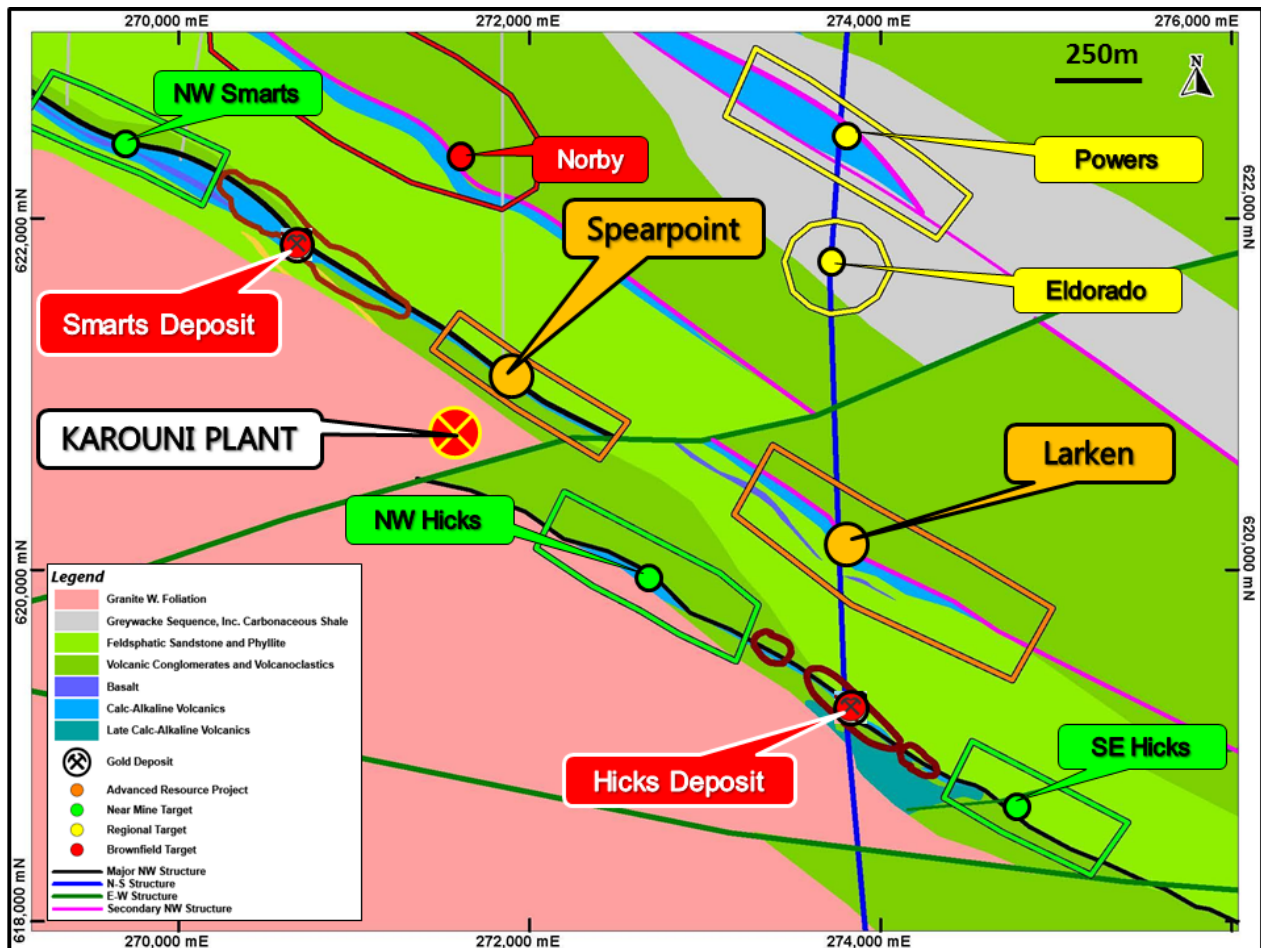 270,000 mE
272,000 mE
274,000 mE
276,000 mE
250m
N
NW Smarts
Norby
Powers
622,000 mN
622,000 mN
Spearpoint
Eldorado
Smarts Deposit
KAROUNI PLANT
Larken
NW Hicks
620,000 mN
620,000 mN
Legend
Granite W. Foliation
Greywacke Sequence, Inc. Carbonaceous Shale
Feldsphatic Sandstone and Phyllite
Volcanic Conglomerates and Volcanoclastics
Basalt
Calc-Alkaline Volcanics
Late Calc-Alkaline Volcanics
Gold Deposit
Advanced Resource Project
Near Mine Target
Regional Target
Brownfield Target
Major NW Structure
N-S Structure
E-W Structure
Secondary NW Structure
SE Hicks
Hicks Deposit
618,000 mN
270,000 mE
272,000 mE
274,000 mE